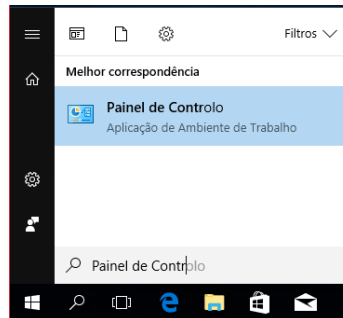 Filtros
Melhor correspondência
Painel de Controlo
Aplicação de Ambiente de Trabalho
Painel de Controlo